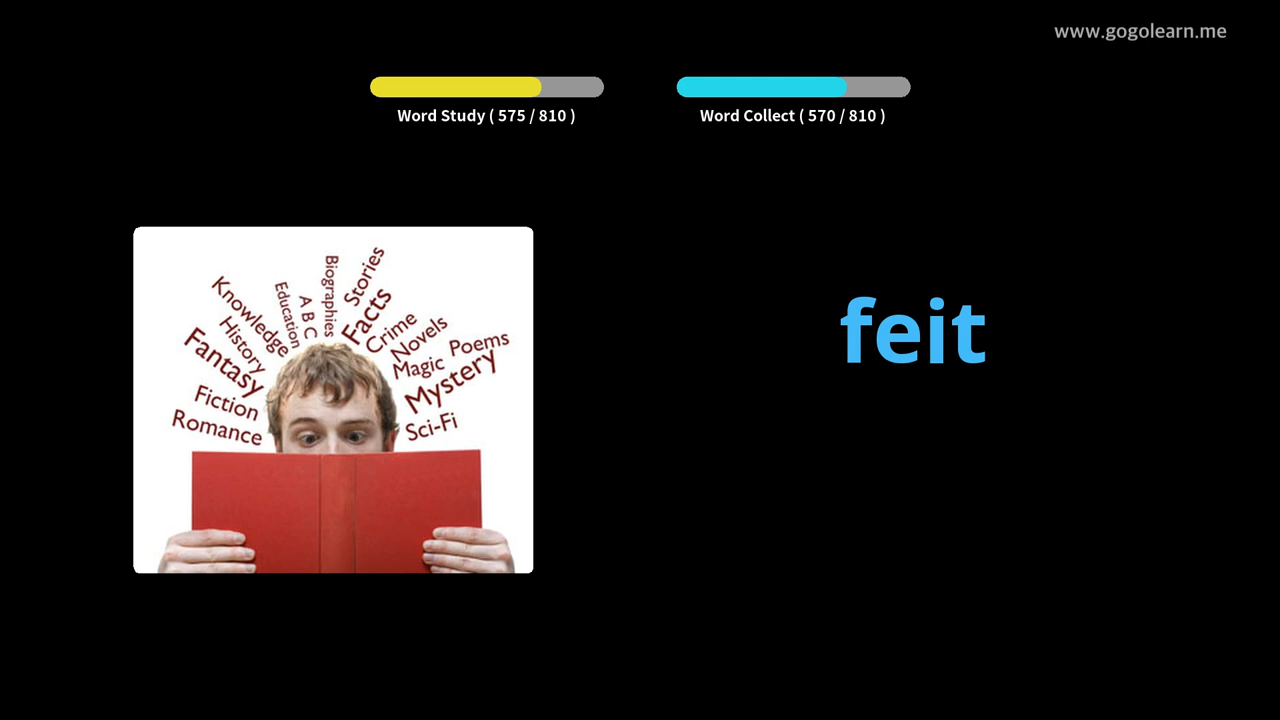 www.gogolearn.me
Word Study ( 575 / 810 )
Word Collect ( 570 / 810 )
Biographies
Stories
Education
A B C
Facts
Knowledge
Crime
History
Novels
Fantasy
Magic
Poems
Mystery
Fiction
Romance
Sci-Fi
feit